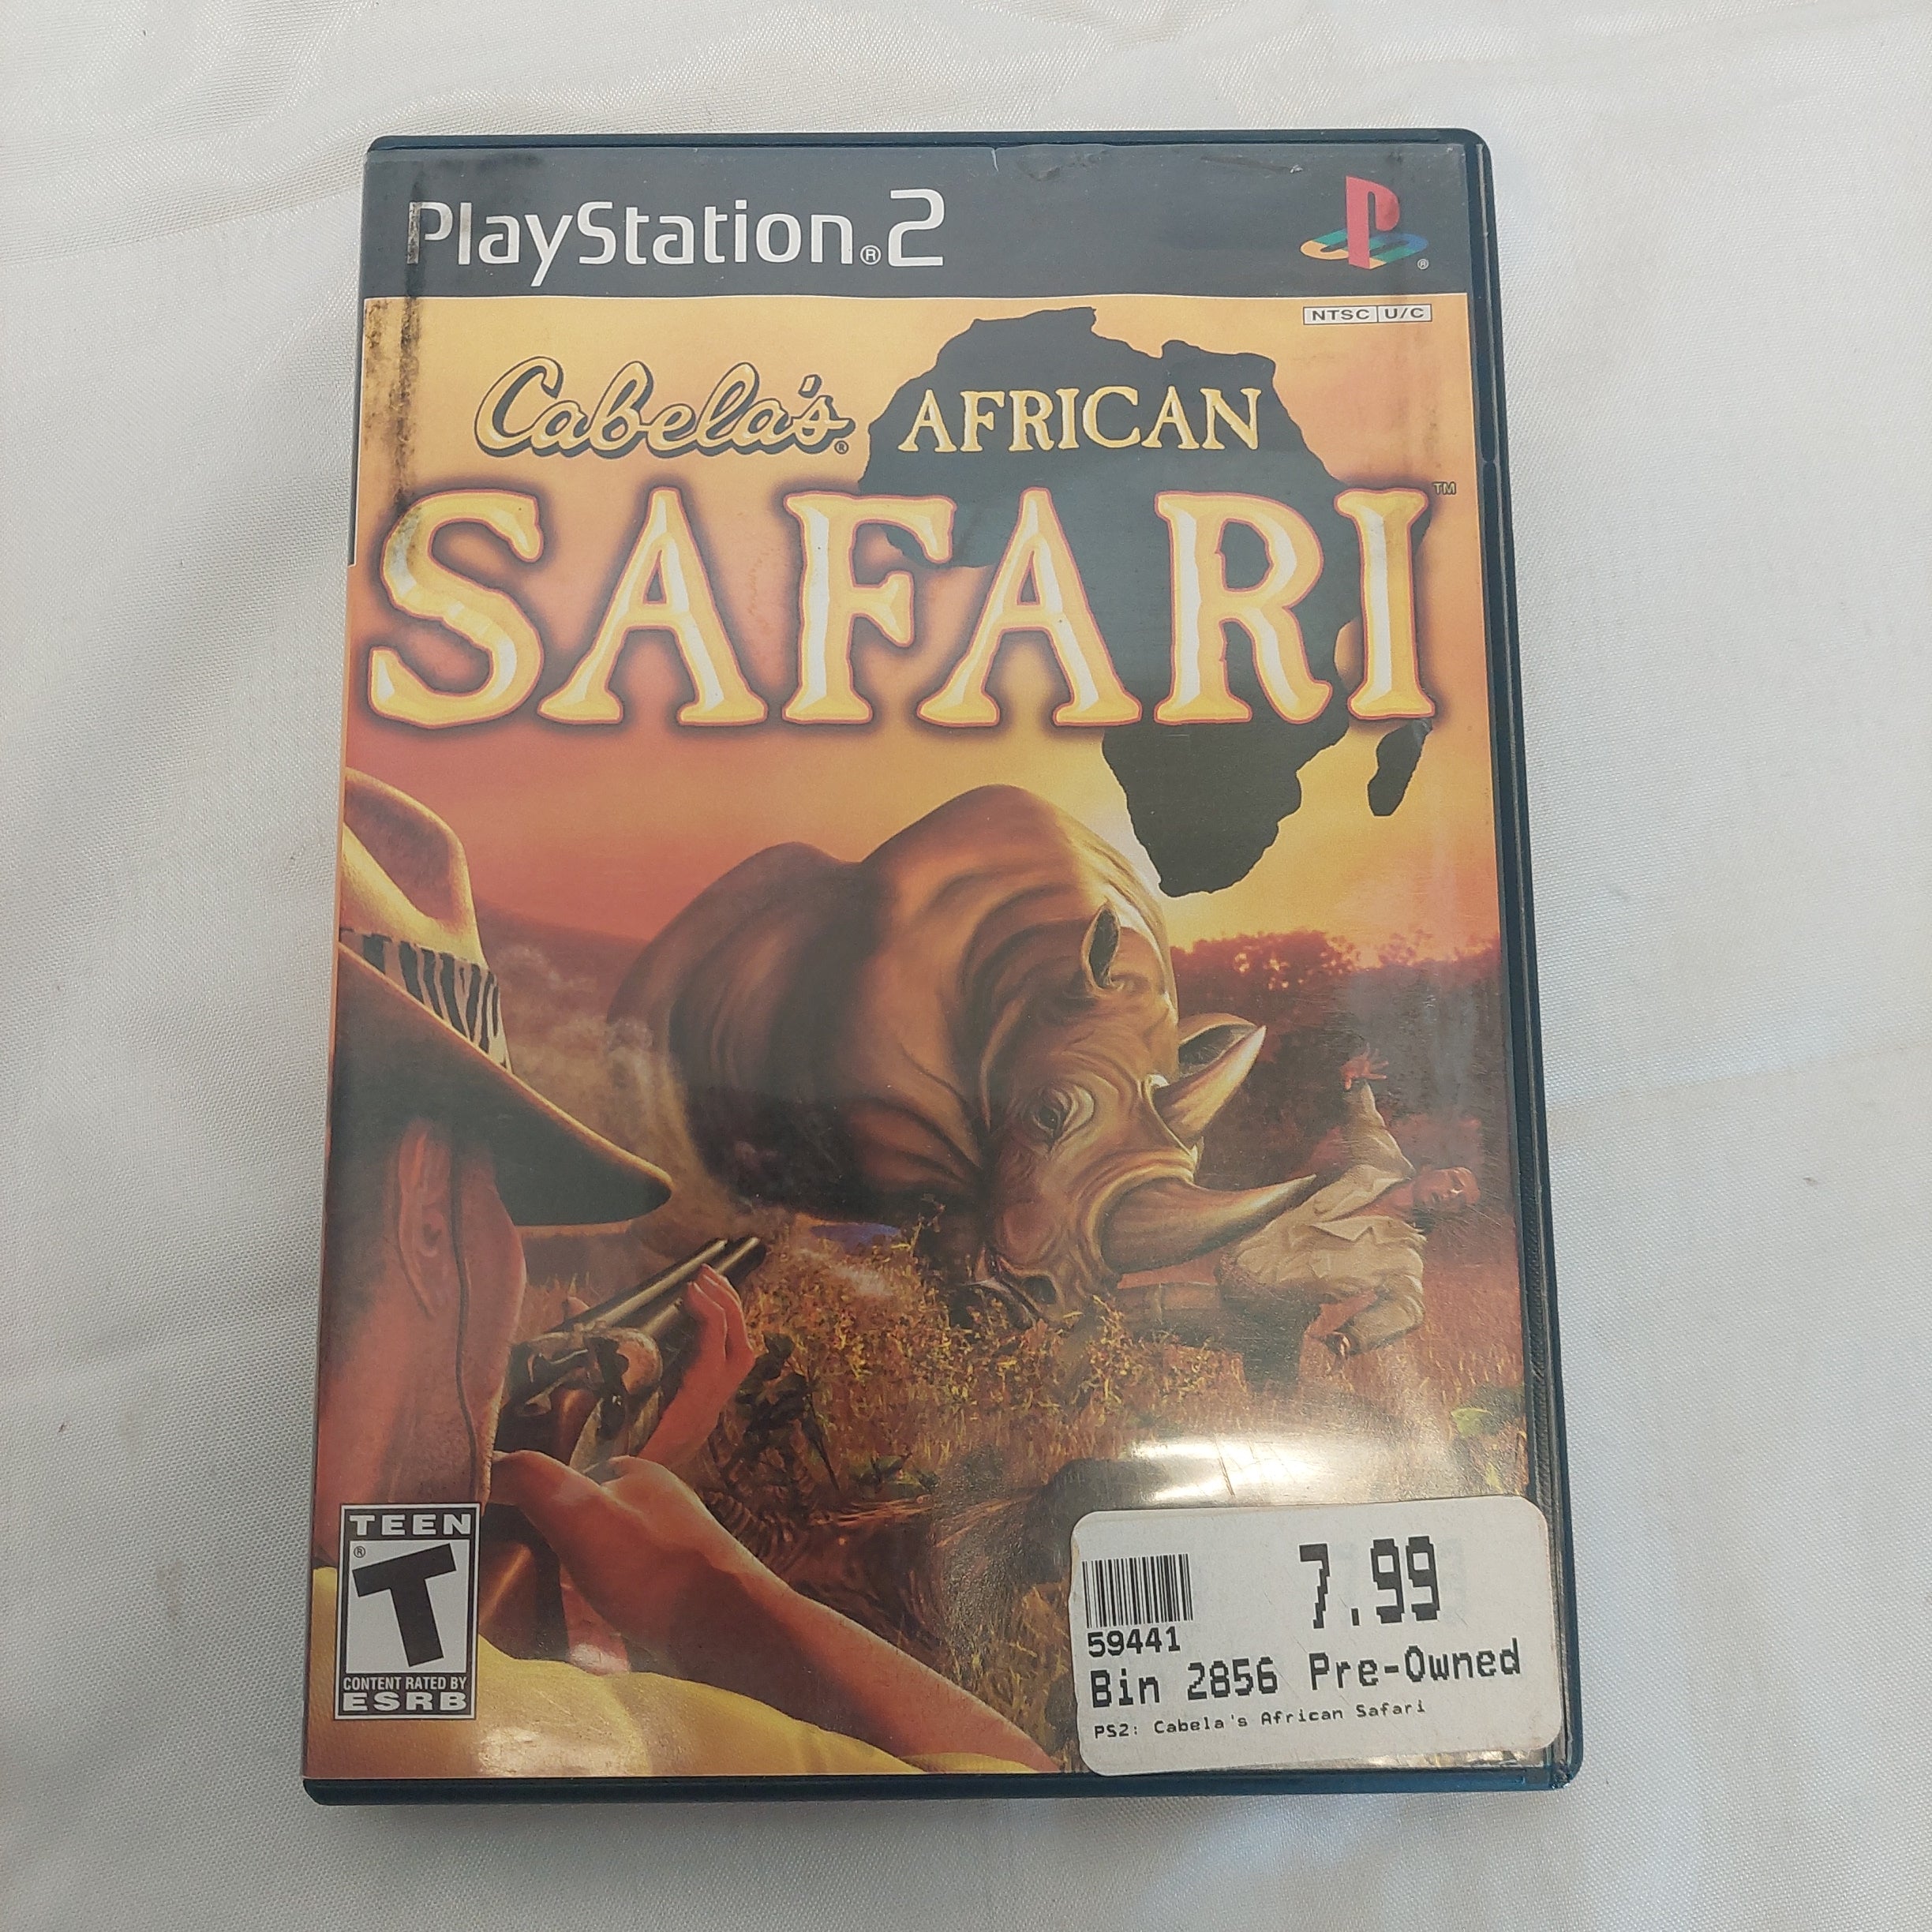 PlayStation®2
NTSC U/C
Cabela's® AFRICAN
SAFARI™
TEEN
®
T
CONTENT RATED BY
ESRB
7.99
59441
Bin 2856 Pre-Owned
PS2: Cabela's African Safari